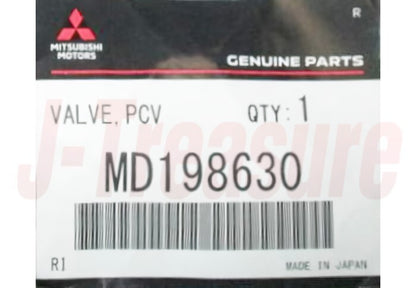 R
MITSUBISHI
MOTORS
GENUINE PARTS
VALVE, PCV QTY: 1
J-Treasure
MD198630
R1 MADE IN JAPAN